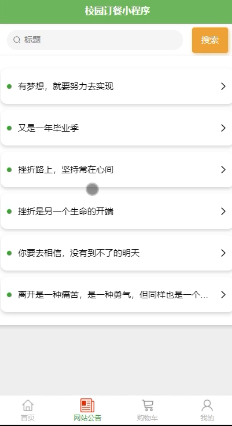 校园订餐小程序
标题
搜索
有梦想，就要努力去实现
又是一年毕业季
挫折路上，坚持常在心间
挫折是另一个生命的开端
你要去相信，没有到不了的明天
离开是一种痛苦，是一种勇气，但同样也是一个...
首页
网站公告
购物车
我的